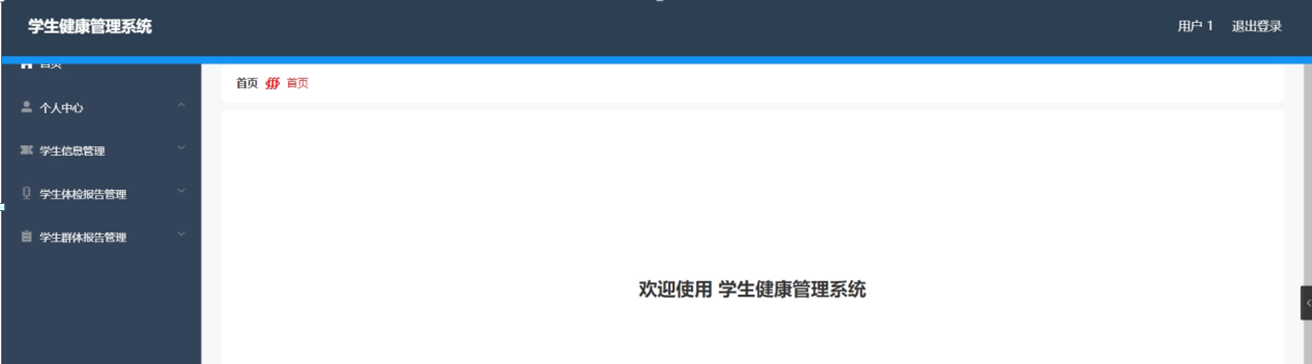 学生健康管理系统
用户 1 退出登录
首页
首页 首页
个人中心
学生信息管理
学生体检报告管理
学生群体报告管理
欢迎使用 学生健康管理系统